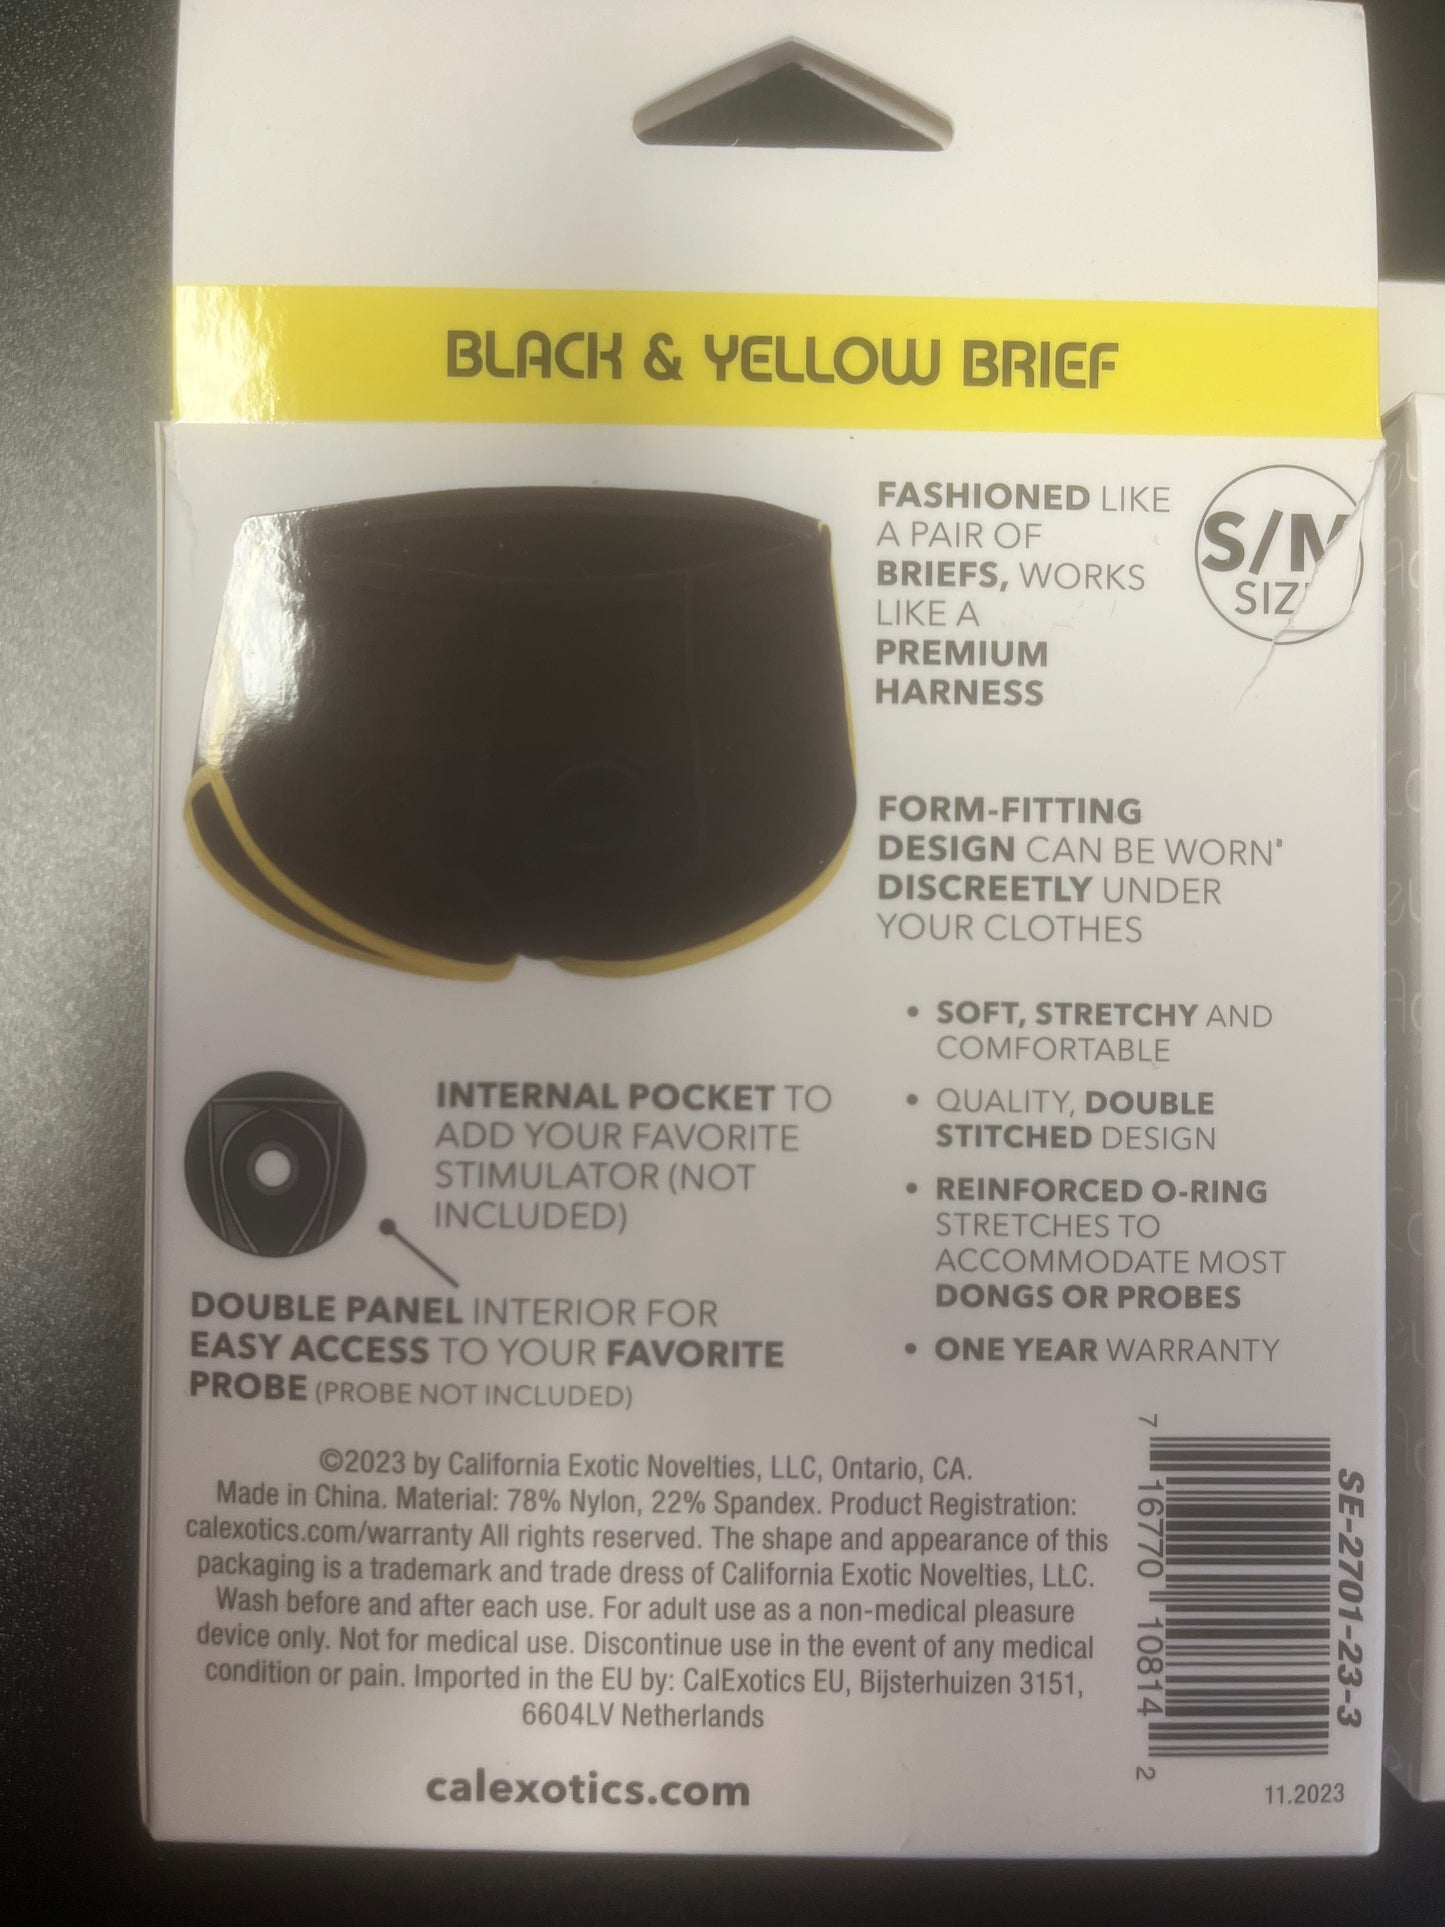 BLACK & YELLOW BRIEF
FASHIONED LIKE
A PAIR OF
BRIEFS, WORKS
LIKE A
PREMIUM
HARNESS
S/M
FORM-FITTING
DESIGN CAN BE WORN
DISCREETLY UNDER
YOUR CLOTHES
• SOFT, STRETCHY AND
COMFORTABLE
• QUALITY, DOUBLE
STITCHED DESIGN
• REINFORCED O-RING
STRETCHES TO
ACCOMMODATE MOST
DONGS OR PROBES
• ONE YEAR WARRANTY
INTERNAL POCKET TO
ADD YOUR FAVORITE
STIMULATOR (NOT
INCLUDED)
DOUBLE PANEL INTERIOR FOR
EASY ACCESS TO YOUR FAVORITE
PROBE (PROBE NOT INCLUDED)
©2023 by California Exotic Novelties, LLC, Ontario, CA.
Made in China. Material: 78% Nylon, 22% Spandex. Product Registration:
calexotics.com/warranty All rights reserved. The shape and appearance of this
packaging is a trademark and trade dress of California Exotic Novelties, LLC.
Wash before and after each use. For adult use as a non-medical pleasure
device only. Not for medical use. Discontinue use in the event of any medical
condition or pain. Imported in the EU by: CalExotics EU, Bijsterhuizen 3151,
6604LV Netherlands
calexotics.com
7 16770 10814 2
SE-2701-23-3
11.2023